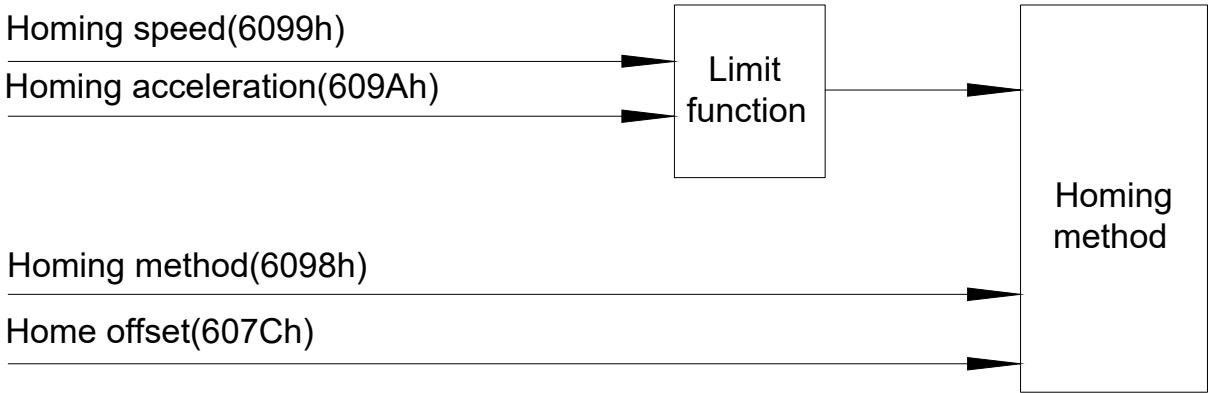 Homing speed(6099h)
Homing acceleration(609Ah)
Limit
function
Homing
method
Homing method(6098h)
Home offset(607Ch)